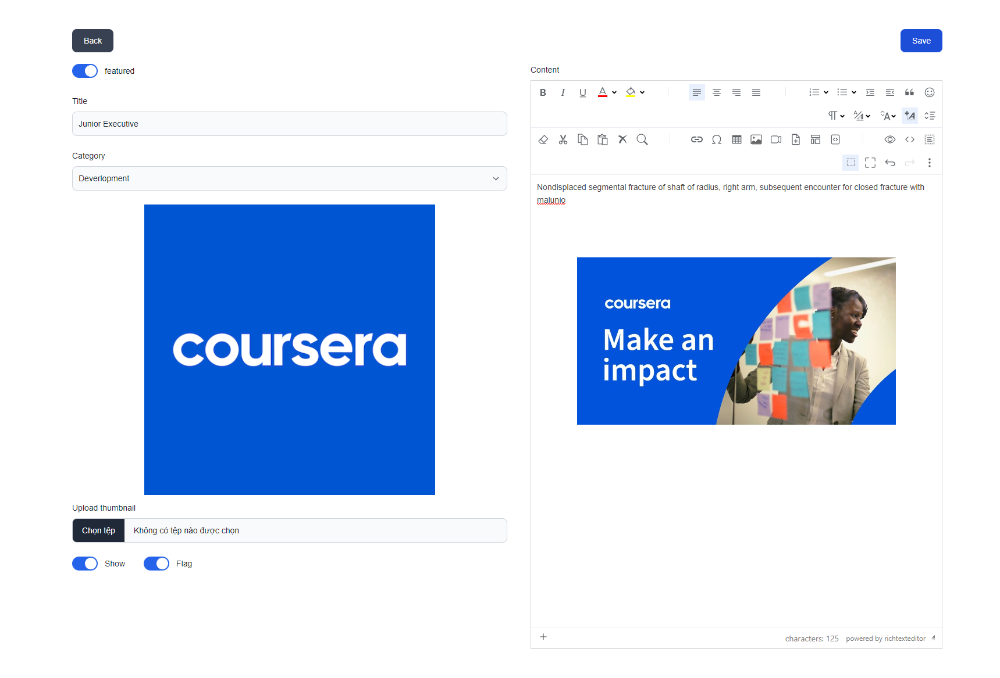 Back
Save
featured
Title
Junior Executive
Category
Deverlopment
coursera
Upload thumbnail
Chọn tệp
Không có tệp nào được chọn
Show
Flag
Content
Nondisplaced segmental fracture of shaft of radius, right arm, subsequent encounter for closed fracture with
malunio
coursera
Make an
impact
characters: 125
powered by richtexteditor